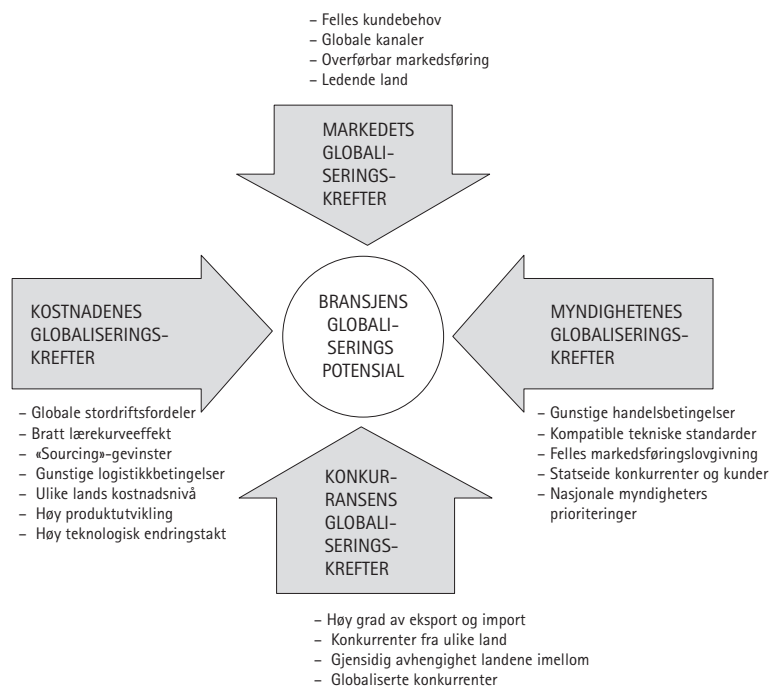 – Felles kundebehov
– Globale kanaler
– Overførbar markedsføring
– Ledende land
MARKEDETS
GLOBALI-
SERINGS-
KREFTER
KOSTNADENES
GLOBALISERINGS-
KREFTER
BRANSJENS
GLOBALI-
SERINGS
POTENSIAL
MYNDIGHETENES
GLOBALISERINGS-
KREFTER
– Globale stordriftsfordeler
– Bratt lærekurveeffekt
– «Sourcing»-gevinster
– Gunstige logistikkbetingelser
– Ulike lands kostnadsnivå
– Høy produktutvikling
– Høy teknologisk endringstakt
– Gunstige handelsbetingelser
– Kompatible tekniske standarder
– Felles markedsføringslovgivning
– Statseide konkurrenter og kunder
– Nasjonale myndigheters
prioriteringer
KONKUR-
RANSENS
GLOBALI-
SERINGS-
KREFTER
– Høy grad av eksport og import
– Konkurrenter fra ulike land
– Gjensidig avhengighet landene imellom
– Globaliserte konkurrenter